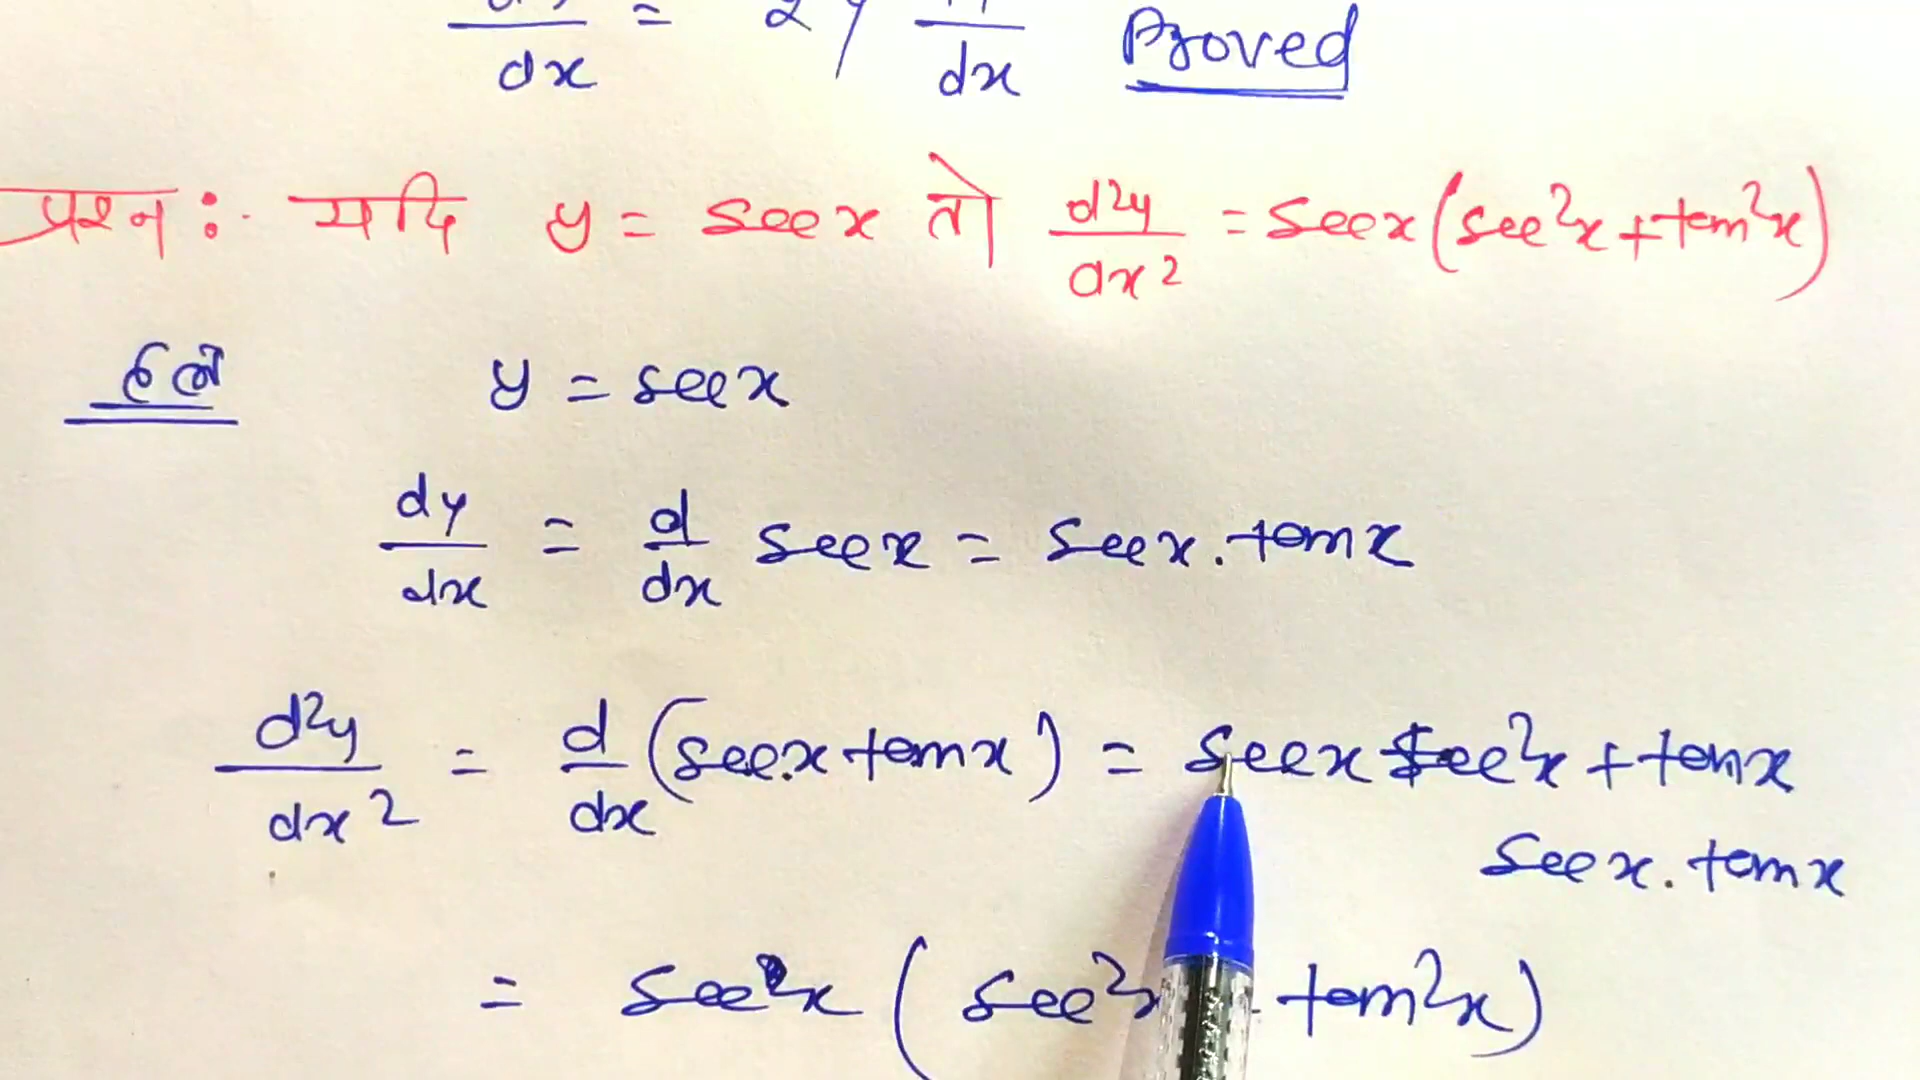 dx = 2y dx Proved
प्रश्न :- यदि y = secx तो d²y/dx² = secx(sec²x+tan²x)
हल
y = secx
dy/dx = d/dx secx = secx.tanx
d²y/dx² = d/dx (secx tanx) = secx sec²x + tanx
secx.tanx
= secx (sec²x tan²x)